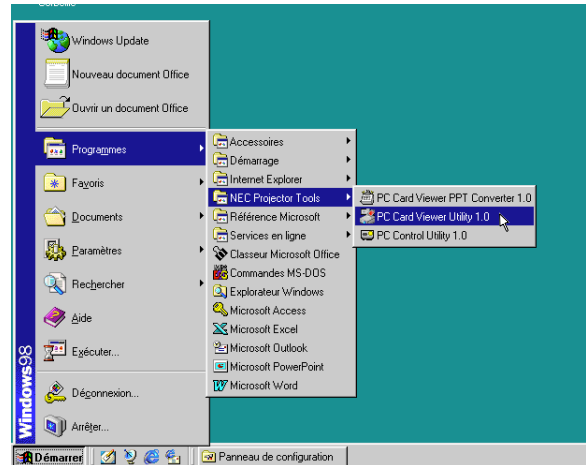 Corbeille
Windows Update
Nouveau document Office
Ouvrir un document Office
Programmes
Favoris
Documents
Paramètres
Rechercher
Aide
Exécuter...
Déconnexion...
Arrêter...
Windows98
Accessoires
Démarrage
Internet Explorer
NEC Projector Tools
Référence Microsoft
Services en ligne
Classeur Microsoft Office
Commandes MS-DOS
Explorateur Windows
Microsoft Access
Microsoft Excel
Microsoft Outlook
Microsoft PowerPoint
Microsoft Word
PC Card Viewer PPT Converter 1.0
PC Card Viewer Utility 1.0
PC Control Utility 1.0
Démarrer
Panneau de configuration